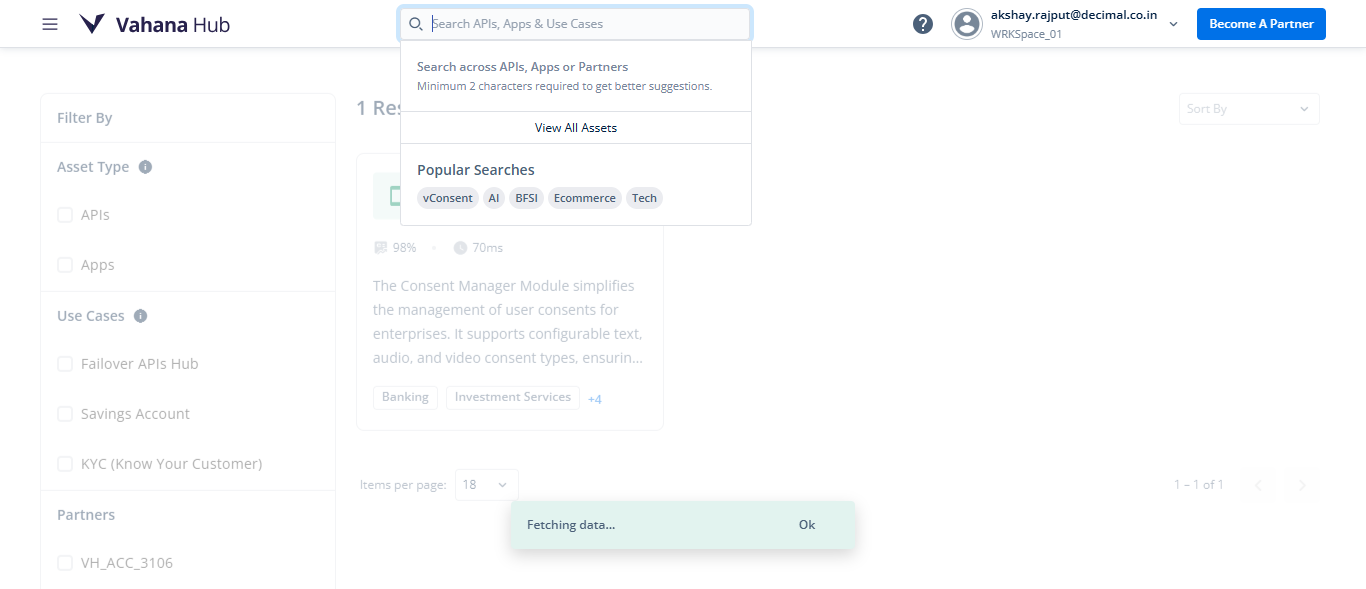 Vahana Hub
Search APIs, Apps & Use Cases
akshay.rajput@decimal.co.in
WRKSpace_01
Become A Partner
Search across APIs, Apps or Partners
Minimum 2 characters required to get better suggestions.
View All Assets
Popular Searches
vConsent AI BFSI Ecommerce Tech
Filter By
Asset Type
APIs
Apps
Use Cases
Failover APIs Hub
Savings Account
KYC (Know Your Customer)
Partners
VH_ACC_3106
1 Res
Sort By
98% 70ms
The Consent Manager Module simplifies
the management of user consents for
enterprises. It supports configurable text,
audio, and video consent types, ensurin...
Banking Investment Services +4
Items per page: 18
1 – 1 of 1
Fetching data... Ok